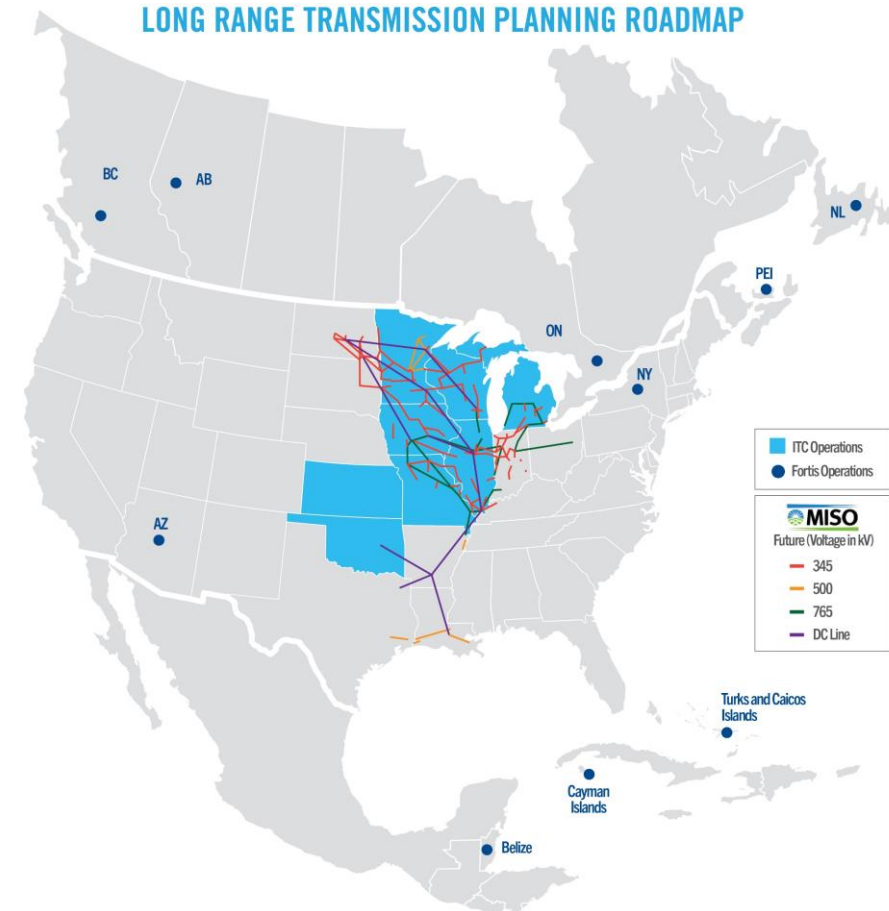 LONG RANGE TRANSMISSION PLANNING ROADMAP
BC
AB
NL
PEI
ON
NY
AZ
ITC Operations
Fortis Operations
MISO
Future (Voltage in kV)
345
500
765
DC Line
Turks and Caicos
Islands
Cayman
Islands
Belize